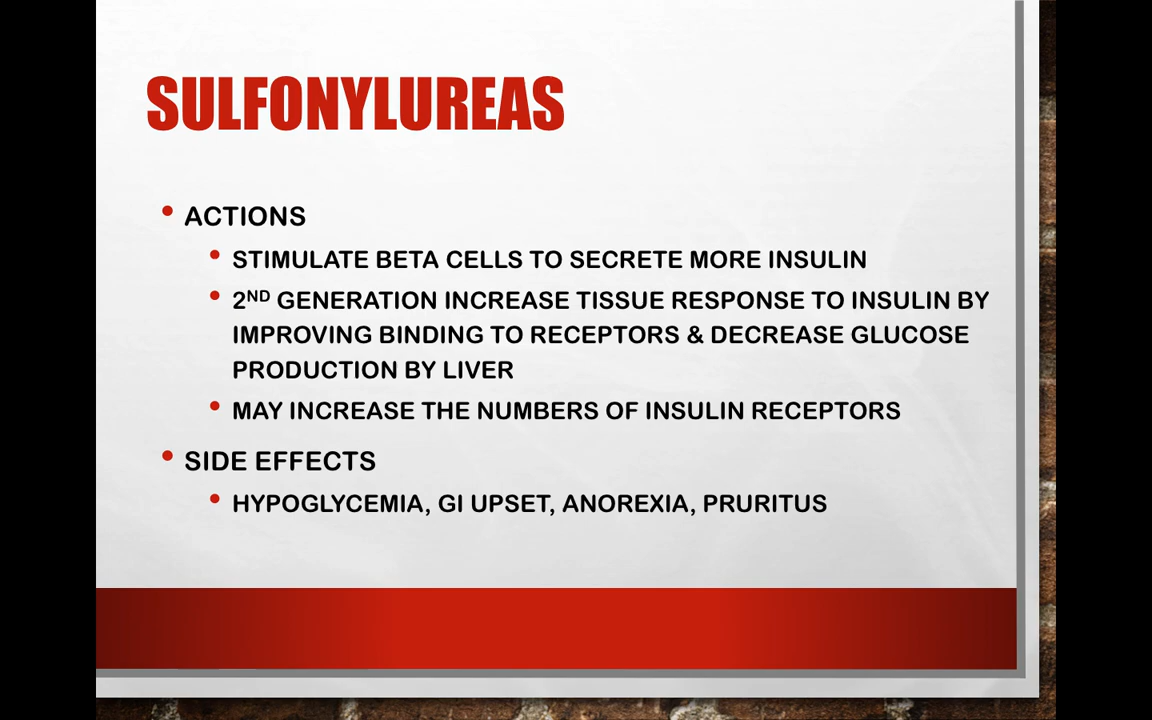 SULFONYLUREAS
• ACTIONS
• STIMULATE BETA CELLS TO SECRETE MORE INSULIN
• 2ND GENERATION INCREASE TISSUE RESPONSE TO INSULIN BY
IMPROVING BINDING TO RECEPTORS & DECREASE GLUCOSE
PRODUCTION BY LIVER
• MAY INCREASE THE NUMBERS OF INSULIN RECEPTORS
• SIDE EFFECTS
• HYPOGLYCEMIA, GI UPSET, ANOREXIA, PRURITUS